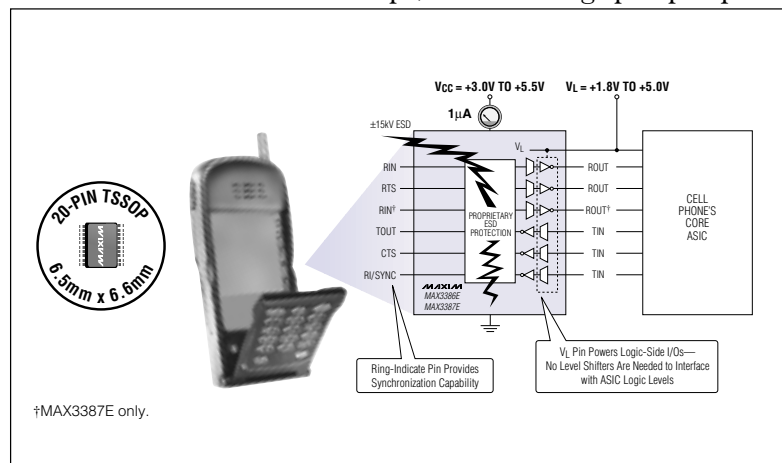 VCC = +3.0V TO +5.5V
VL = +1.8V TO +5.0V
1µA
±15kV ESD
VL
RIN
RTS
RIN†
TOUT
CTS
RI/SYNC
PROPRIETARY
ESD
PROTECTION
ROUT
ROUT
ROUT†
TIN
TIN
TIN
CELL
PHONE'S
CORE
ASIC
20-PIN TSSOP
MAXIM
6.5mm x 6.6mm
MAXIM
MAX3386E
MAX3387E
Ring-Indicate Pin Provides
Synchronization Capability
VL Pin Powers Logic-Side I/Os—
No Level Shifters Are Needed to Interface
with ASIC Logic Levels
†MAX3387E only.